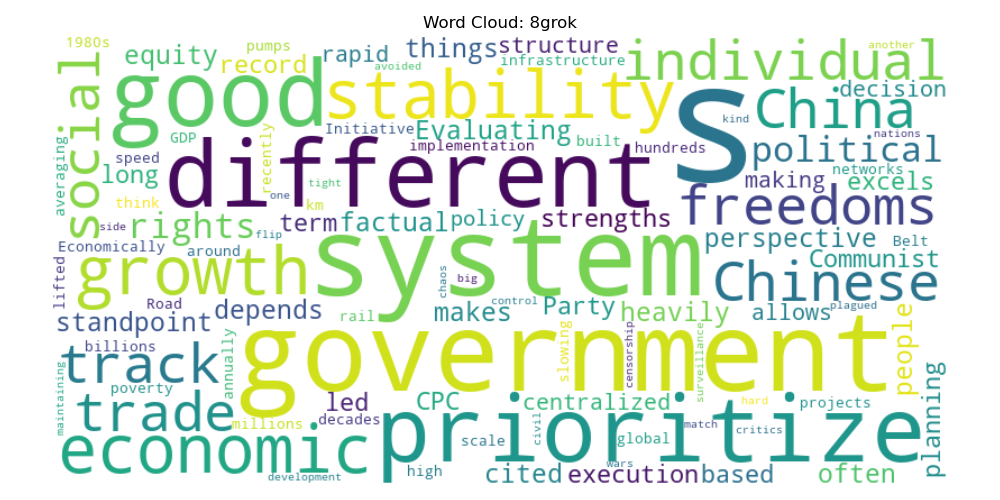 Word Cloud: 8grok
1980s
equity
pumps
record
rapid
avoided
things
structure
infrastructure
individual
another
decision
social
good
stability
S
kind
China
nations
political
networks
GDP
Initiative
Evaluating
implementation
built
hundreds
averaging
speed
long
think
recently
different
tight
one
km
making
excels
freedoms
side
rights
flip
term
factual
policy
strengths
perspective
Belt
Communist
Economically
around
growth
system
chaos
big
control
Chinese
lifted
Road
depends
rail
makes
Party
heavily
allows
plagued
standpoint
billions
track
annually
government
slowing
censorship
surveillance
people
maintaining
poverty
trade
millions
led
decades
CPC
centralized
hard
projects
planning
economic
prioritize
development
high
scale
cited
civil
execution
wars
global
match
based
critics
often